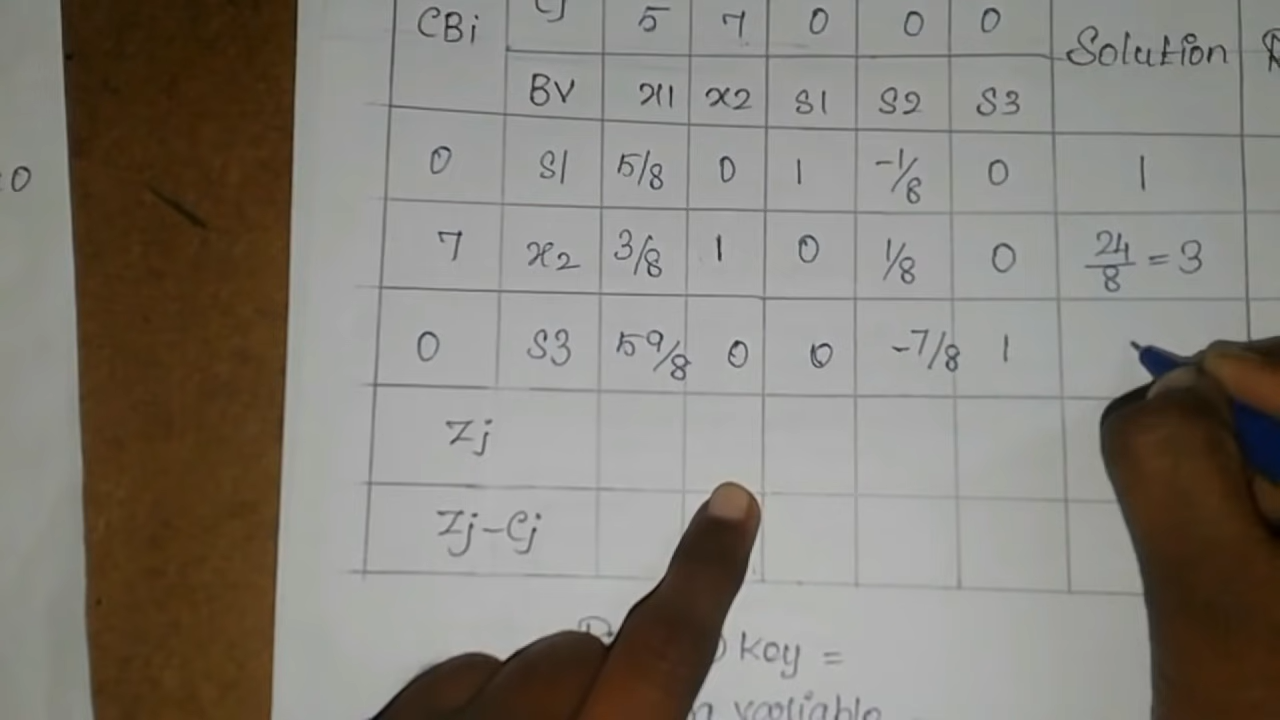 Cj 5 7 0 0 0
CBi Solution
BV x1 x2 S1 S2 S3
0 S1 5/8 0 1 -1/8 0 1
7 x2 3/8 1 0 1/8 0 24/8 = 3
0 S3 59/8 0 0 -7/8 1
Zj
Zj-Cj
Key =
0